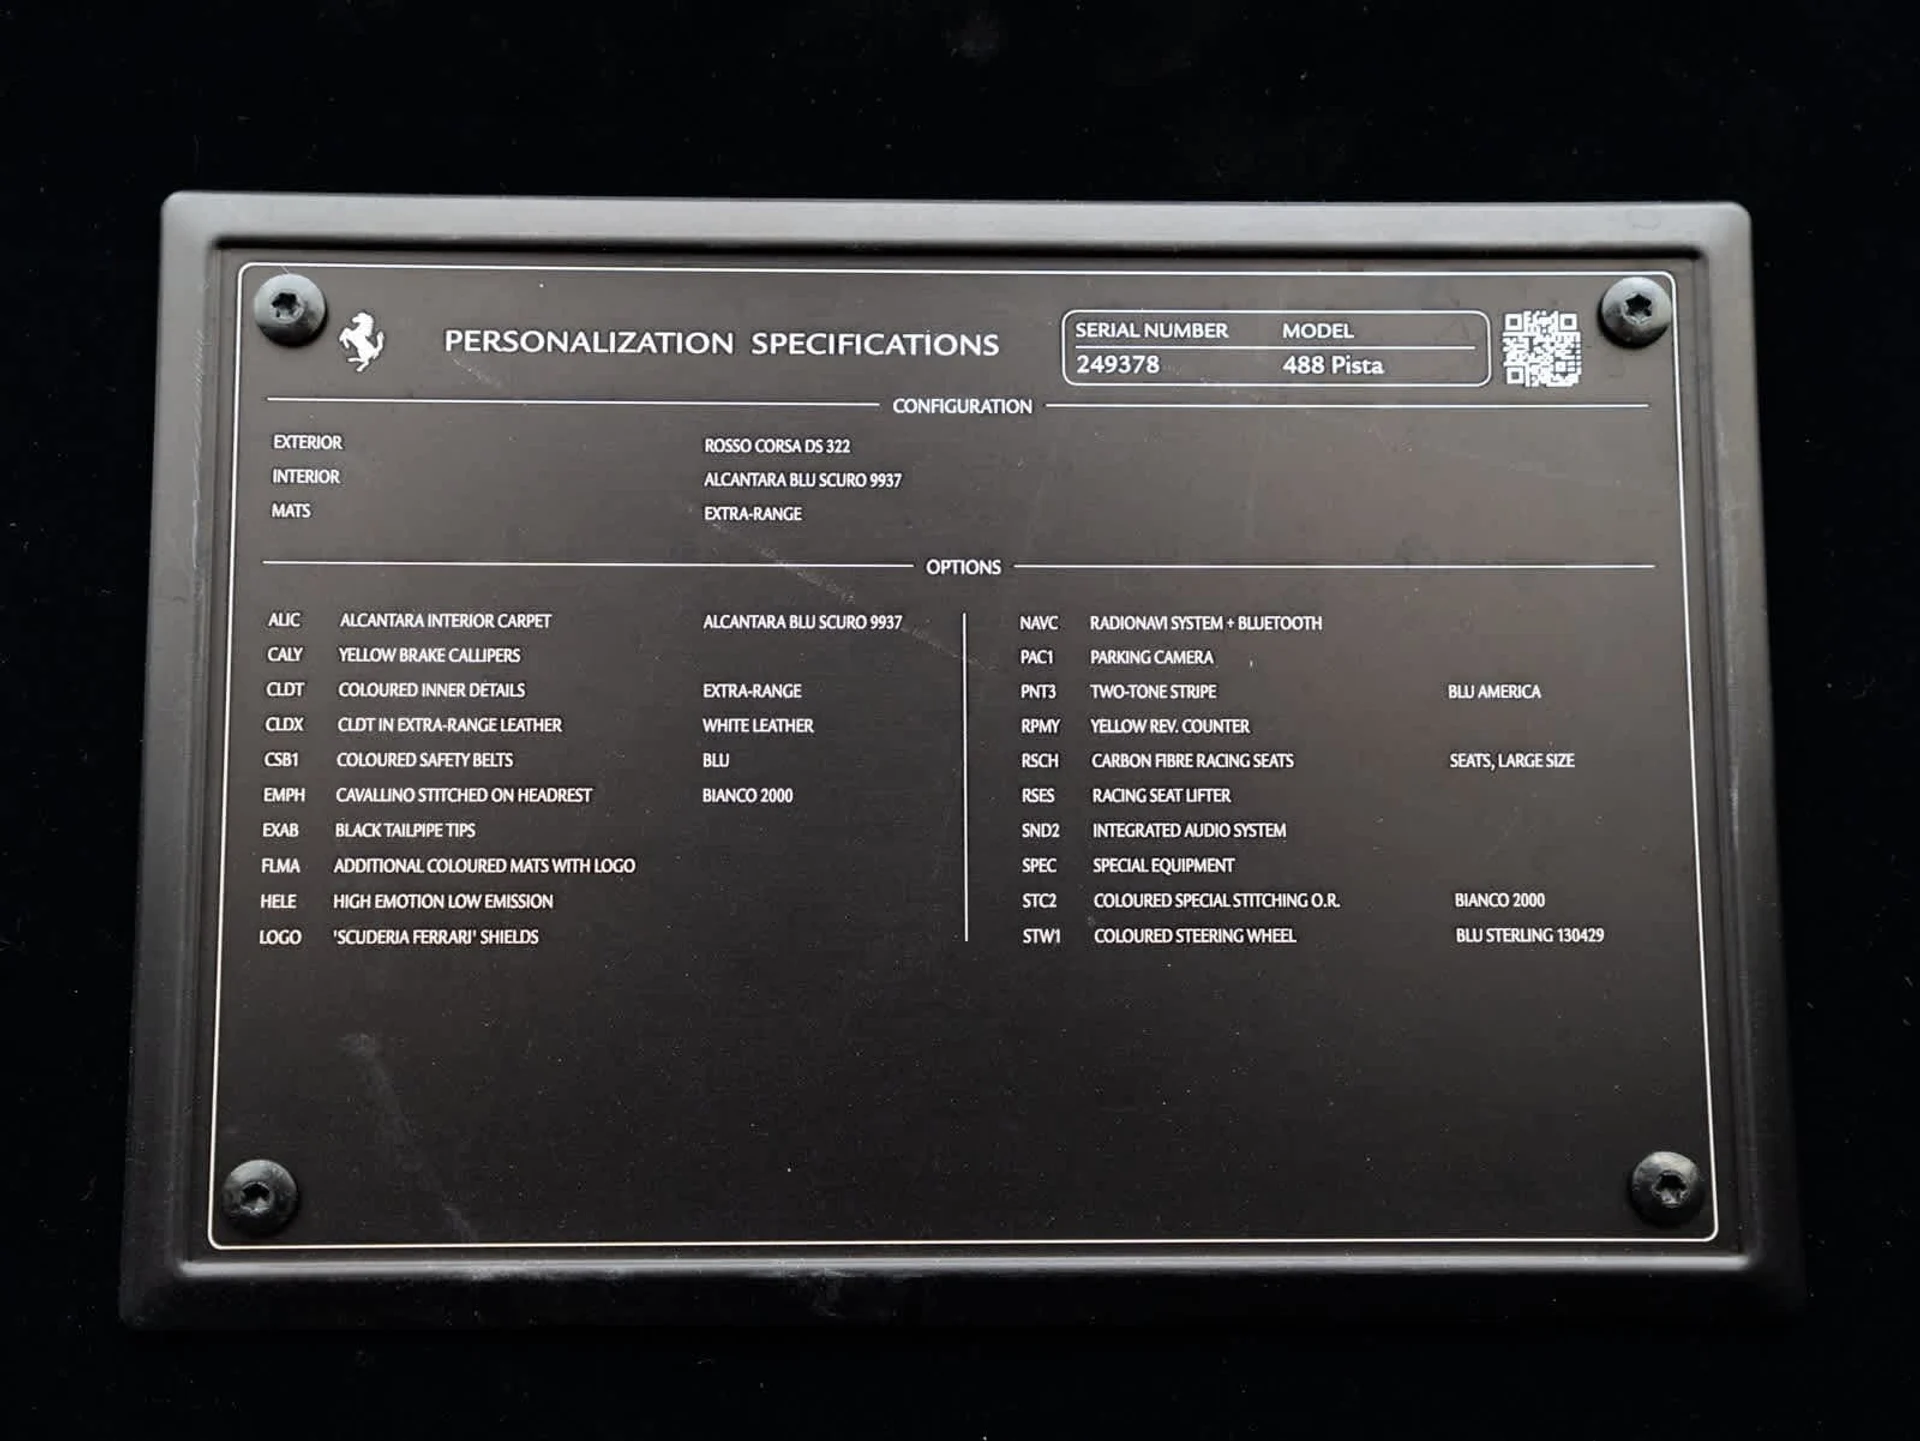 PERSONALIZATION SPECIFICATIONS
SERIAL NUMBER MODEL
249378 488 Pista
CONFIGURATION
EXTERIOR ROSSO CORSA DS 322
INTERIOR ALCANTARA BLU SCURO 9937
MATS EXTRA-RANGE
OPTIONS
ALIC ALCANTARA INTERIOR CARPET ALCANTARA BLU SCURO 9937
CALY YELLOW BRAKE CALLIPERS
CLDT COLOURED INNER DETAILS EXTRA-RANGE
CLDX CLDT IN EXTRA-RANGE LEATHER WHITE LEATHER
CSB1 COLOURED SAFETY BELTS BLU
EMPH CAVALLINO STITCHED ON HEADREST BIANCO 2000
EXAB BLACK TAILPIPE TIPS
FLMA ADDITIONAL COLOURED MATS WITH LOGO
HELE HIGH EMOTION LOW EMISSION
LOGO 'SCUDERIA FERRARI' SHIELDS
NAVC RADIONAVI SYSTEM + BLUETOOTH
PAC1 PARKING CAMERA
PNT3 TWO-TONE STRIPE BLU AMERICA
RPMY YELLOW REV. COUNTER
RSCH CARBON FIBRE RACING SEATS SEATS, LARGE SIZE
RSES RACING SEAT LIFTER
SND2 INTEGRATED AUDIO SYSTEM
SPEC SPECIAL EQUIPMENT
STC2 COLOURED SPECIAL STITCHING O.R. BIANCO 2000
STW1 COLOURED STEERING WHEEL BLU STERLING 130429